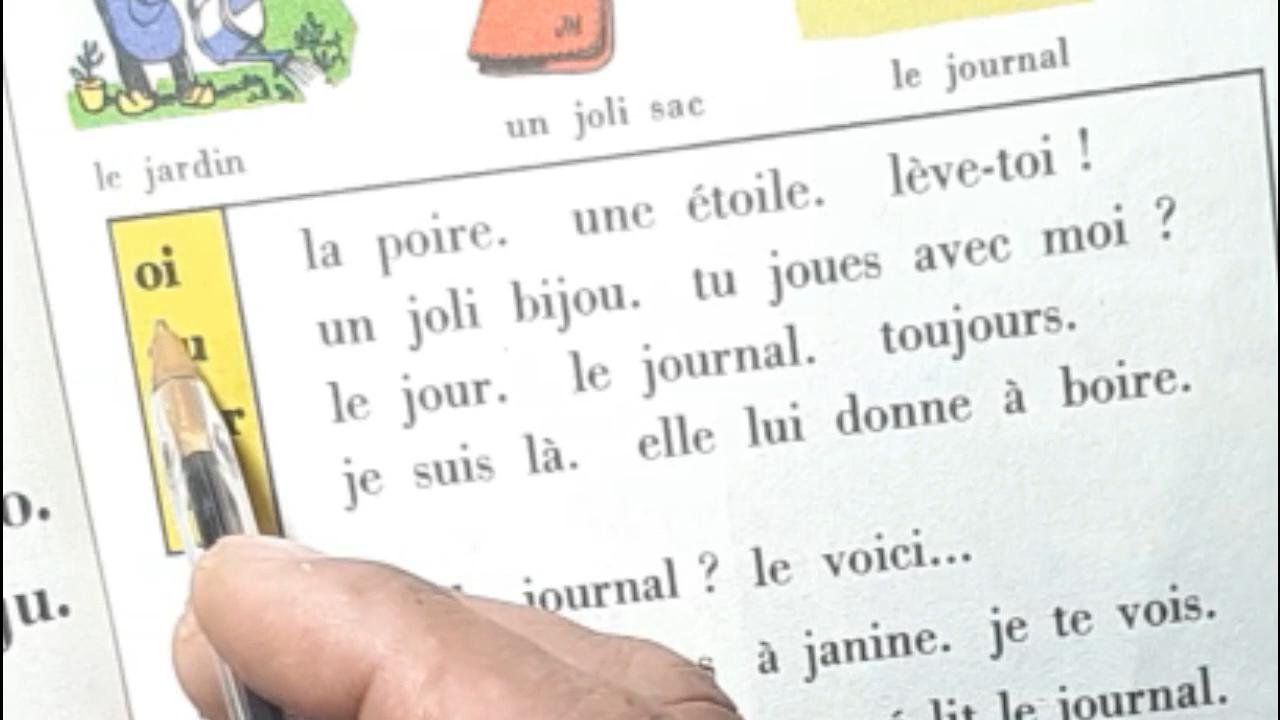 le jardin
un joli sac
le journal
oi
la poire. une étoile. lève-toi !
un joli bijou. tu joues avec moi ?
le jour. le journal. toujours.
je suis là. elle lui donne à boire.
journal ? le voici...
à janine. je te vois.
lit le journal.